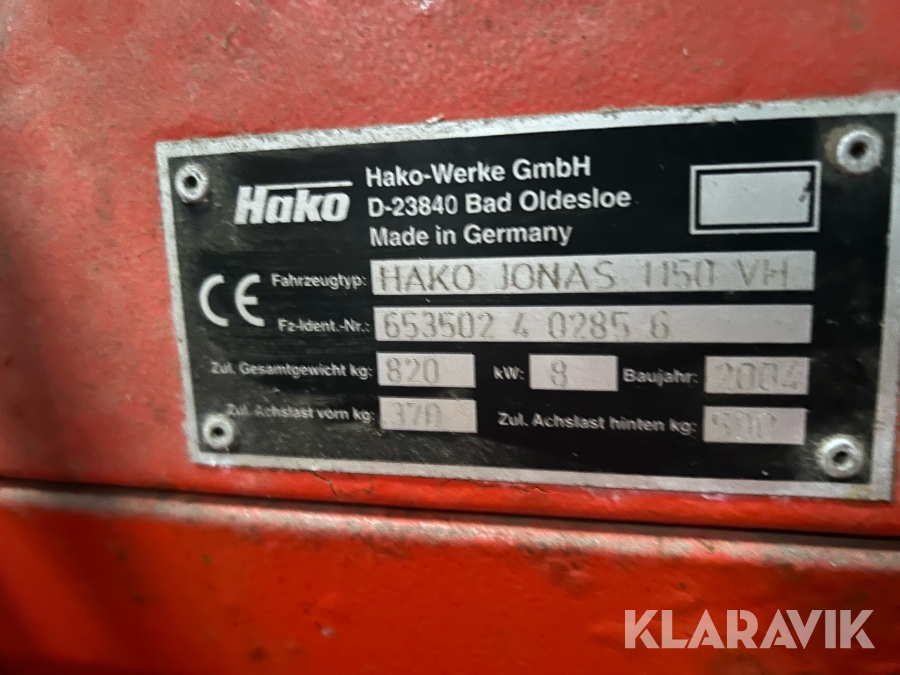 Hako
Hako-Werke GmbH
D-23840 Bad Oldesloe
Made in Germany
CE
Fahrzeugtyp: HAKO JONAS 1150 VH
Fz-Ident.-Nr.: 653502 4 0285 6
Zul. Gesamtgewicht kg: 820 kW: 8 Baujahr: 2004
Zul. Achslast vorn kg: 370 Zul. Achslast hinten kg: 500
KLARAVIK